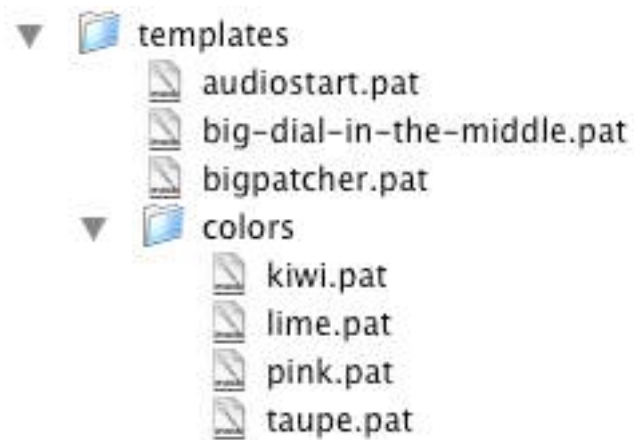 templates
audiostart.pat
big-dial-in-the-middle.pat
bigpatcher.pat
colors
kiwi.pat
lime.pat
pink.pat
taupe.pat